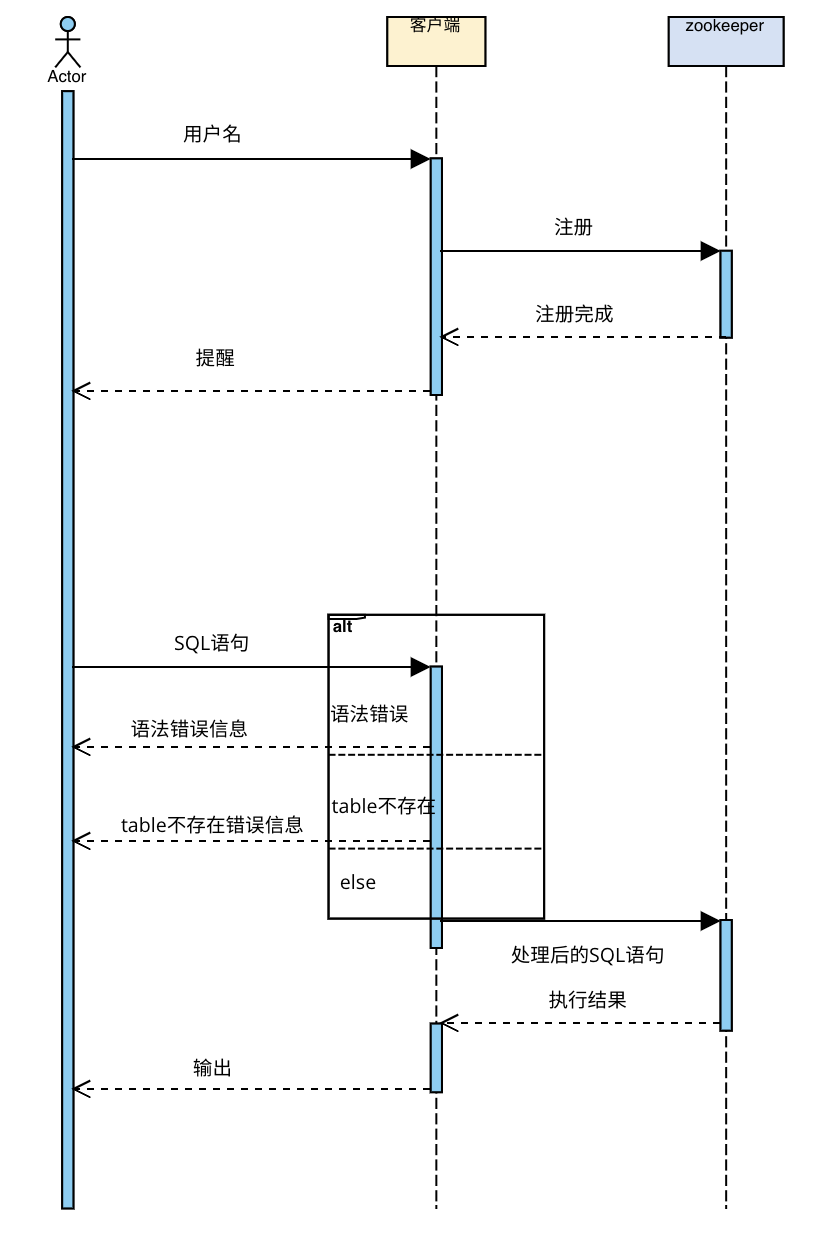 客户端
zookeeper
Actor
用户名
注册
注册完成
提醒
alt
SQL语句
语法错误
语法错误信息
table不存在
table不存在错误信息
else
处理后的SQL语句
执行结果
输出